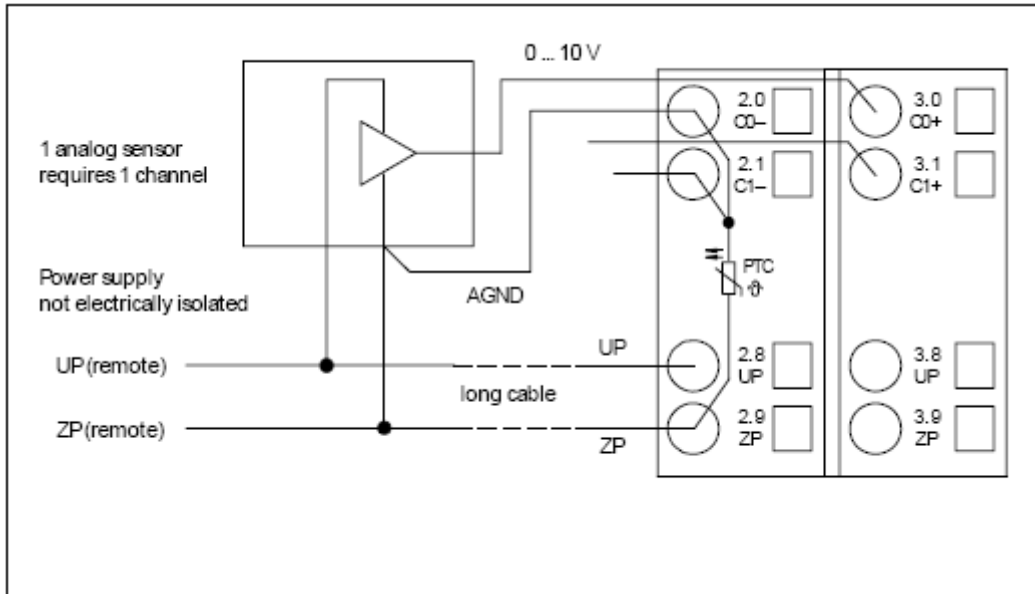 0 ... 10 V
1 analog sensor
requires 1 channel
Power supply
not electrically isolated
AGND
UP(remote)
UP
long cable
ZP(remote)
ZP
2.0
C0–
3.0
C0+
2.1
C1–
3.1
C1+
PTC
ϑ
2.8
UP
3.8
UP
2.9
ZP
3.9
ZP